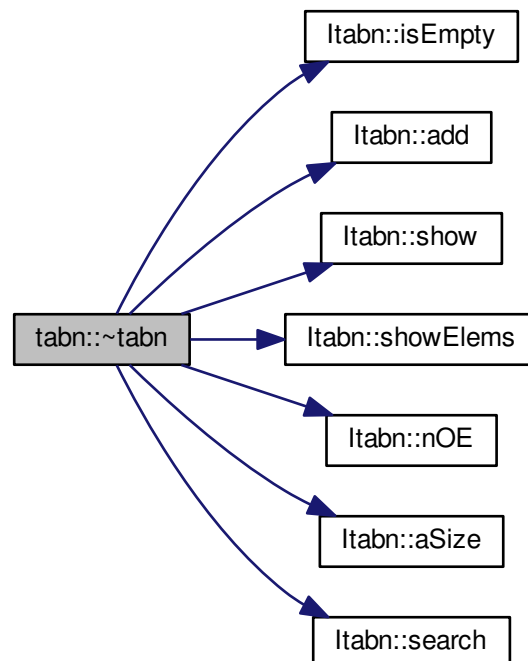 Itabn::isEmpty
Itabn::add
Itabn::show
tabn::~tabn
Itabn::showElems
Itabn::nOE
Itabn::aSize
Itabn::search